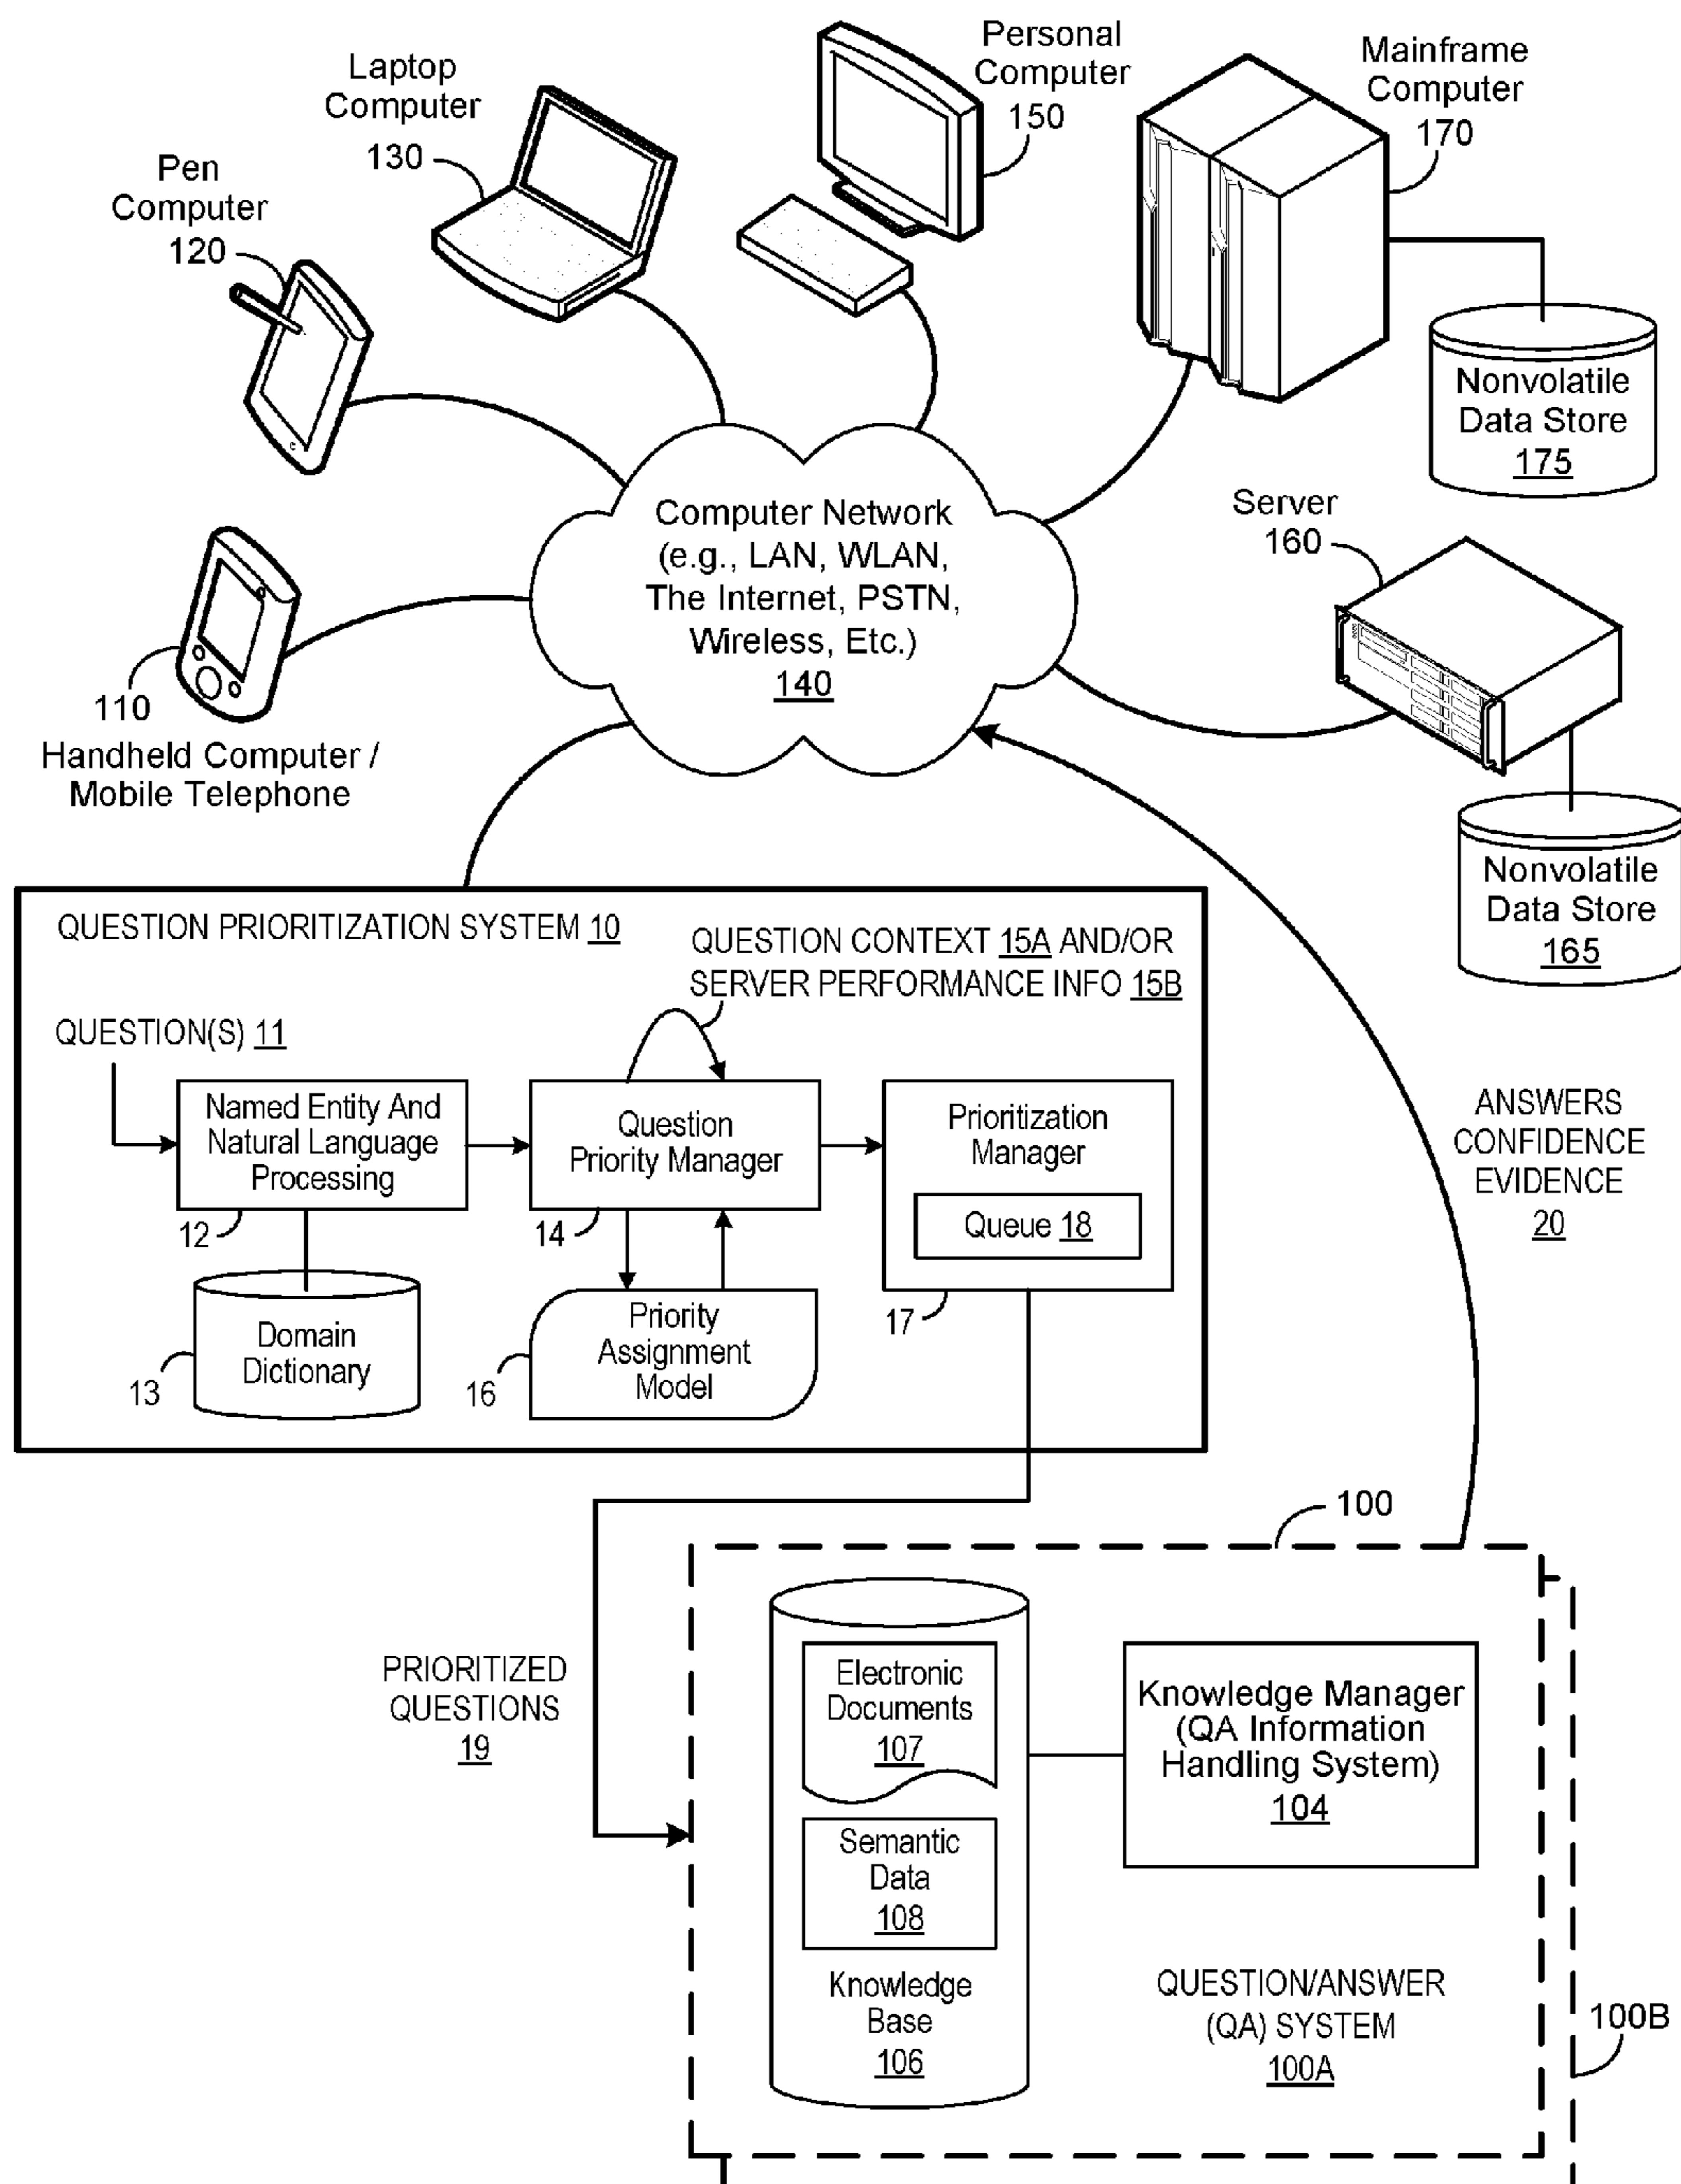 Personal
Computer
150
Mainframe
Computer
170
Laptop
Computer
130
Pen
Computer
120
Nonvolatile
Data Store
175
Computer Network
(e.g., LAN, WLAN,
The Internet, PSTN,
Wireless, Etc.)
140
Server
160
110
Handheld Computer /
Mobile Telephone
Nonvolatile
Data Store
165
QUESTION PRIORITIZATION SYSTEM 10
QUESTION CONTEXT 15A AND/OR
SERVER PERFORMANCE INFO 15B
QUESTION(S) 11
Named Entity And
Natural Language
Processing
12
Question
Priority Manager
14
Prioritization
Manager
Queue 18
17
Domain
Dictionary
13
Priority
Assignment
Model
16
ANSWERS
CONFIDENCE
EVIDENCE
20
100
PRIORITIZED
QUESTIONS
19
Electronic
Documents
107
Semantic
Data
108
Knowledge
Base
106
Knowledge Manager
(QA Information
Handling System)
104
QUESTION/ANSWER
(QA) SYSTEM
100A
100B